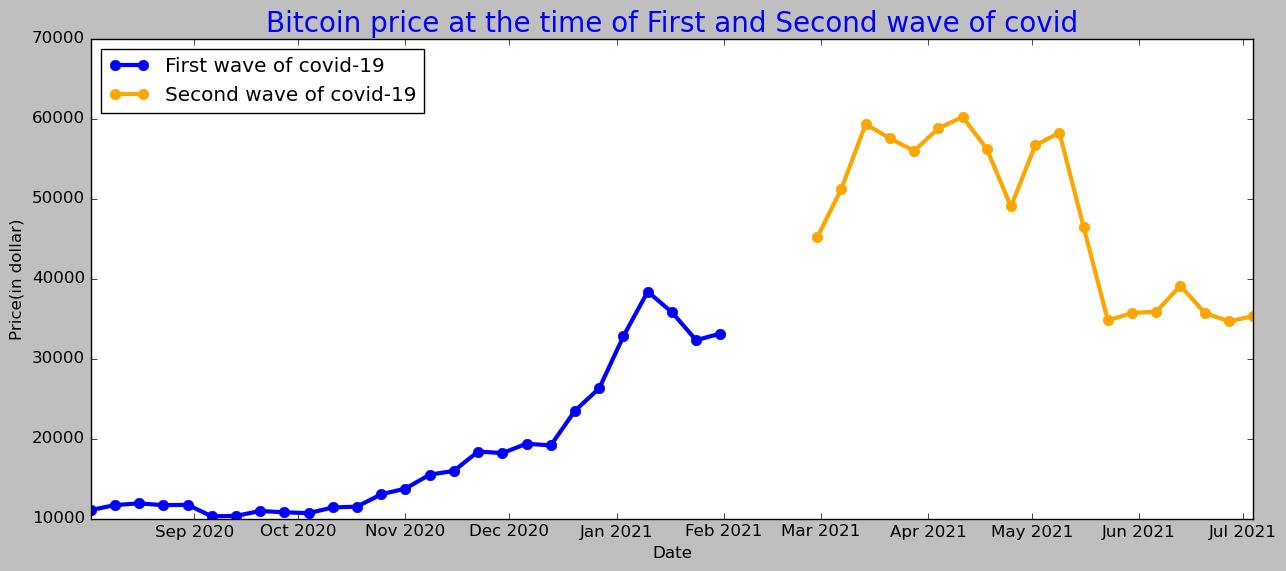 Bitcoin price at the time of First and Second wave of covid
70000
60000
50000
40000
30000
20000
10000
Price(in dollar)
First wave of covid-19
Second wave of covid-19
Sep 2020 Oct 2020 Nov 2020 Dec 2020 Jan 2021 Feb 2021 Mar 2021 Apr 2021 May 2021 Jun 2021 Jul 2021
Date